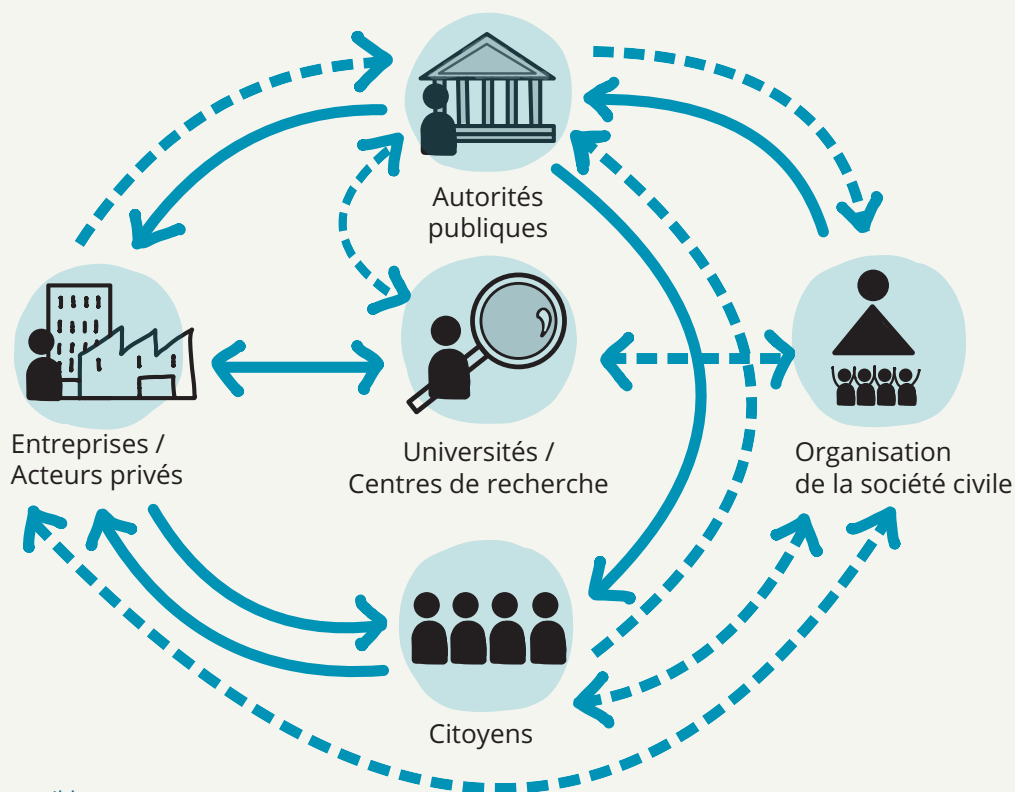 Autorités
publiques
Entreprises /
Acteurs privés
Universités /
Centres de recherche
Organisation
de la société civile
Citoyens